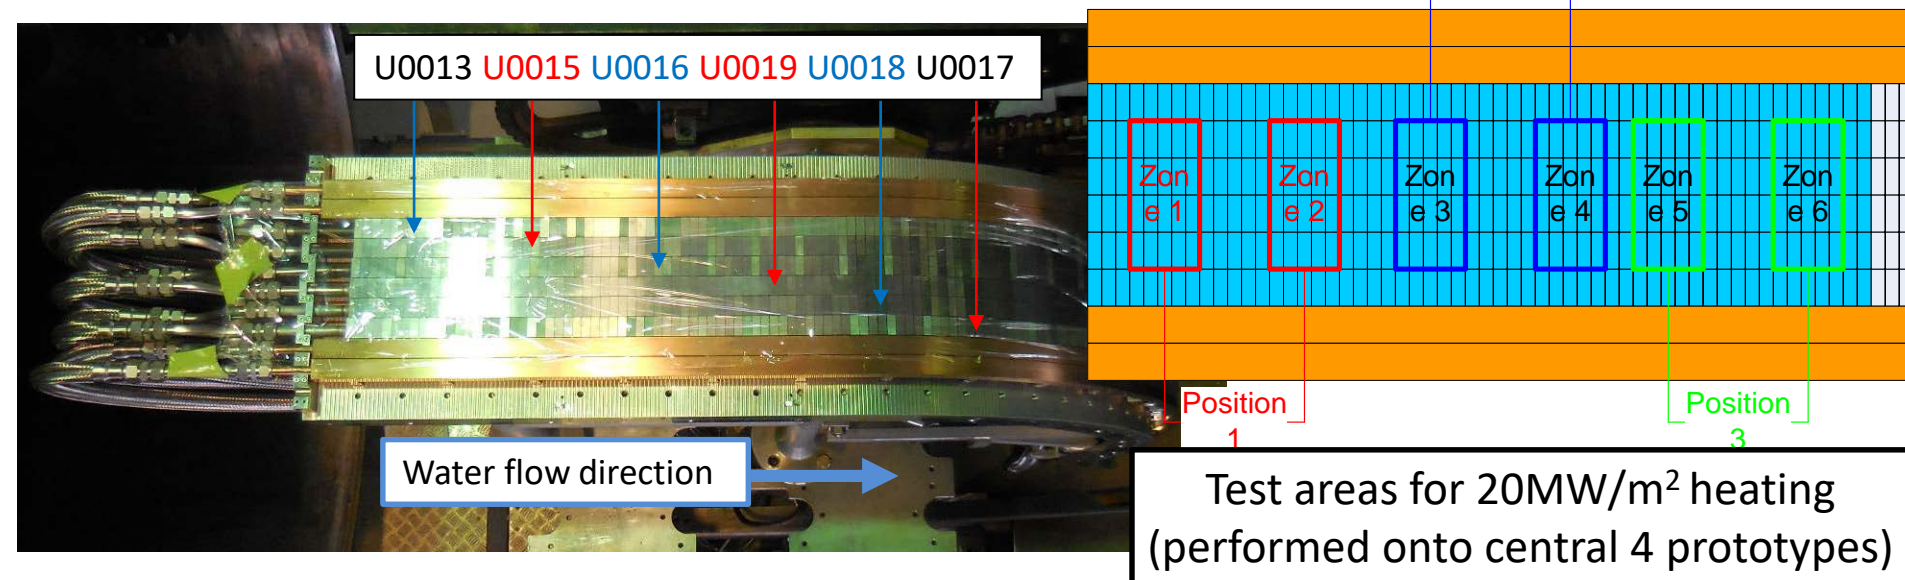 U0013 U0015 U0016 U0019 U0018 U0017
Zon
e 1
Zon
e 2
Zon
e 3
Zon
e 4
Zon
e 5
Zon
e 6
Position
1
Position
3
Water flow direction
Test areas for 20MW/m² heating
(performed onto central 4 prototypes)